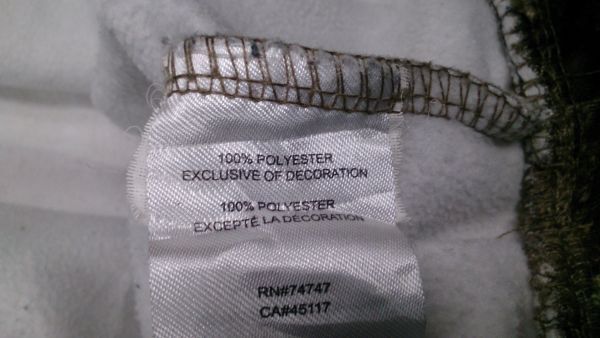 100% POLYESTER
EXCLUSIVE OF DECORATION
100% POLYESTER
EXCEPTÉ LA DÉCORATION
RN#74747
CA#45117